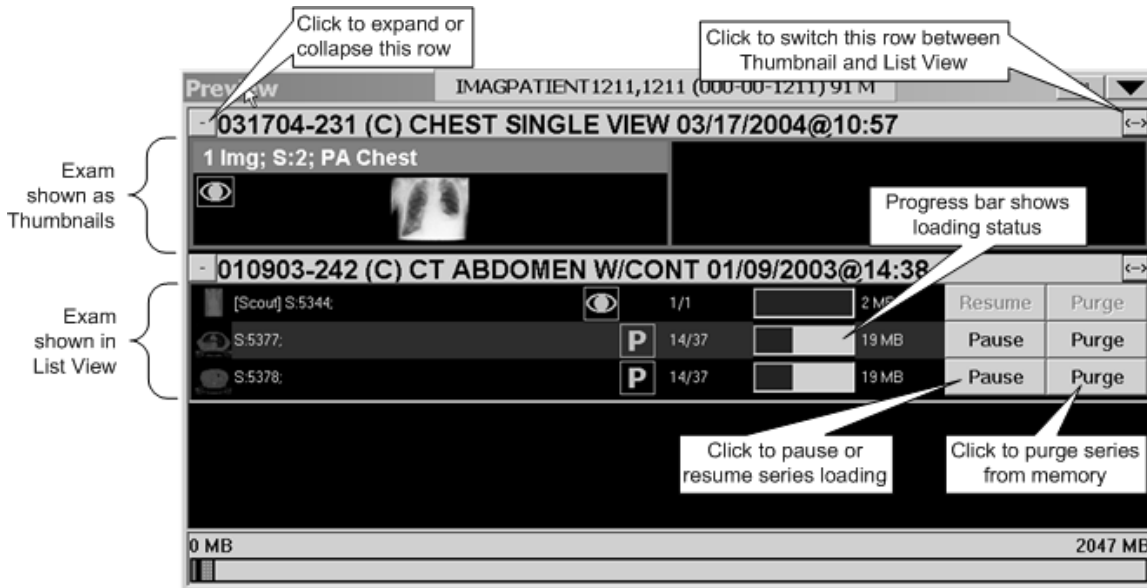 Click to expand or
collapse this row
Click to switch this row between
Thumbnail and List View
Preview
IMAGPATIENT1211,1211 (000-00-1211) 91 M
- 031704-231 (C) CHEST SINGLE VIEW 03/17/2004@10:57 <-->
Exam
shown as
Thumbnails
1 Img; S:2; PA Chest
Progress bar shows
loading status
- 010903-242 (C) CT ABDOMEN W/CONT 01/09/2003@14:38 <-->
Exam
shown in
List View
[Scout] S:5344; 1/1 2 MB Resume Purge
S:5377; P 14/37 19 MB Pause Purge
S:5378; P 14/37 19 MB Pause Purge
Click to pause or
resume series loading
Click to purge series
from memory
0 MB 2047 MB